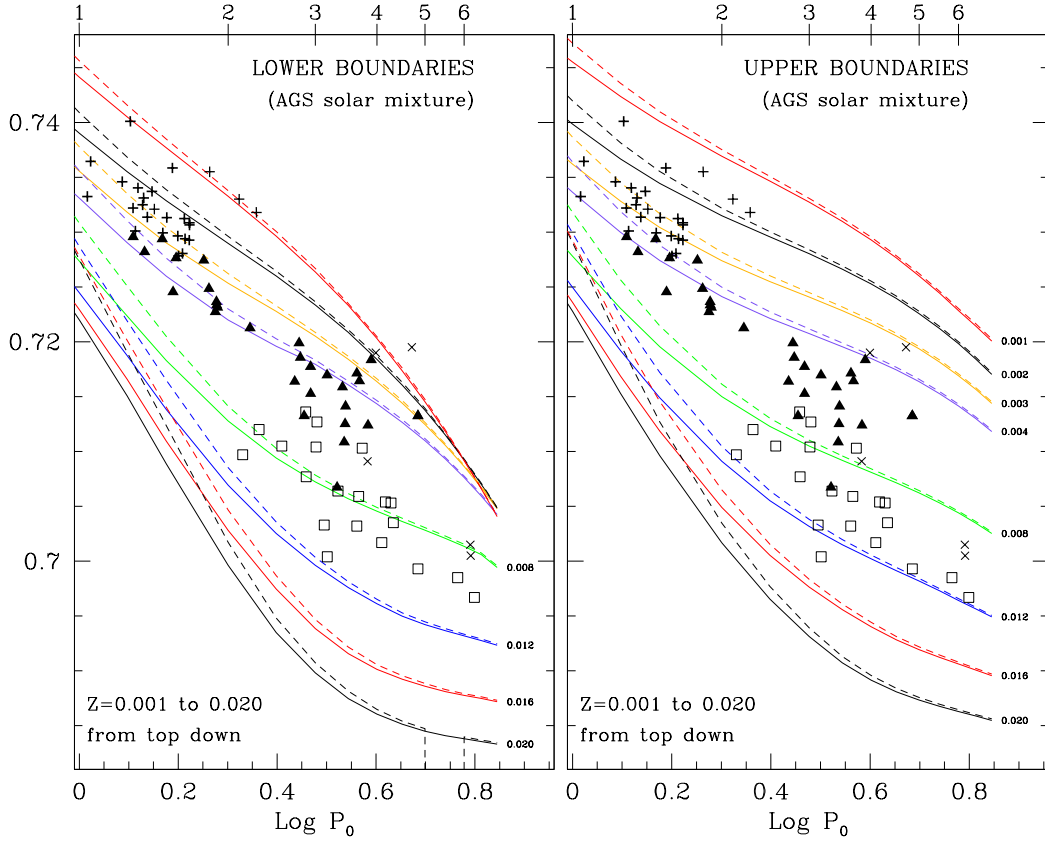 1 2 3 4 5 6
1 2 3 4 5 6
LOWER BOUNDARIES
(AGS solar mixture)
UPPER BOUNDARIES
(AGS solar mixture)
0.74
0.72
0.7
0.001
0.002
0.003
0.004
0.008
0.008
0.012
0.012
0.016
0.016
0.020
0.020
Z=0.001 to 0.020
from top down
Z=0.001 to 0.020
from top down
0 0.2 0.4 0.6 0.8
0 0.2 0.4 0.6 0.8
Log P₀
Log P₀